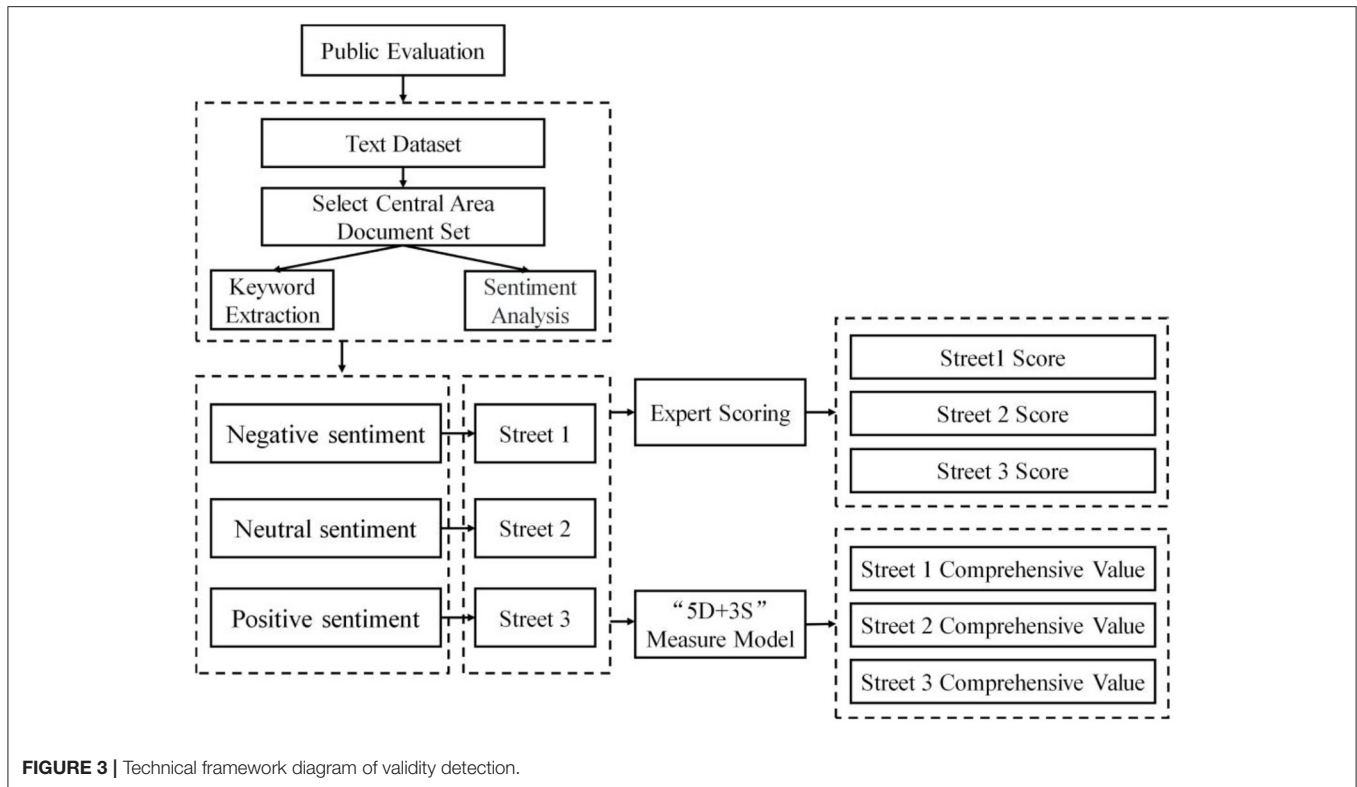 Public Evaluation
Text Dataset
Select Central Area
Document Set
Keyword
Extraction
Sentiment
Analysis
Negative sentiment
Street 1
Neutral sentiment
Street 2
Positive sentiment
Street 3
Expert Scoring
“5D+3S”
Measure Model
Street1 Score
Street 2 Score
Street 3 Score
Street 1 Comprehensive Value
Street 2 Comprehensive Value
Street 3 Comprehensive Value
FIGURE 3 | Technical framework diagram of validity detection.